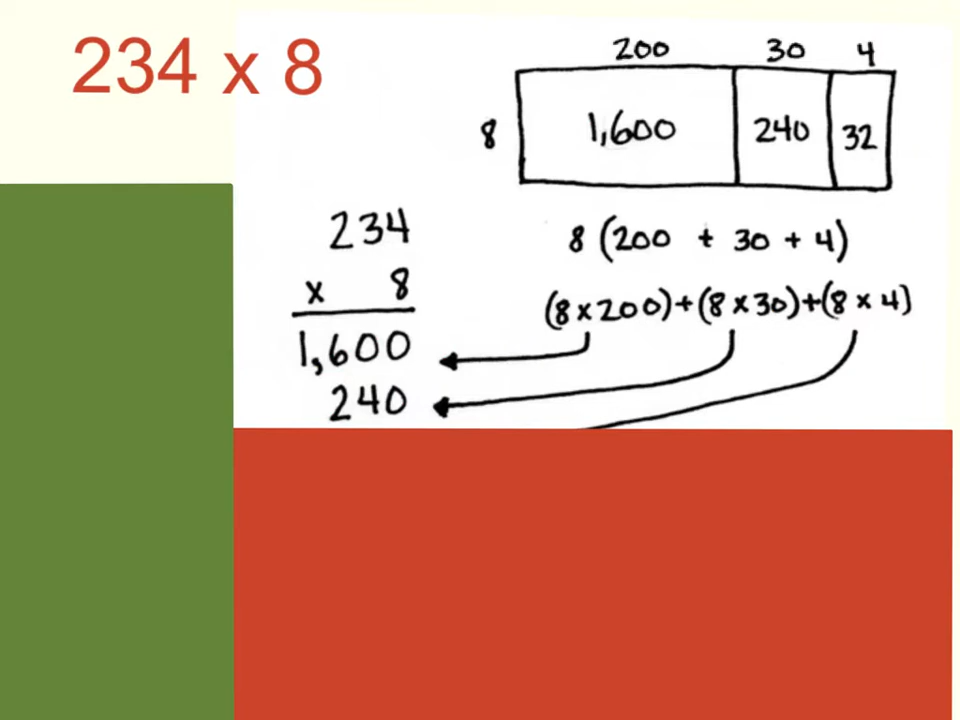 234 x 8
200 30 4
8 1,600 240 32
8 (200 + 30 + 4)
(8 x 200) + (8 x 30) + (8 x 4)
234
x 8
1,600
240